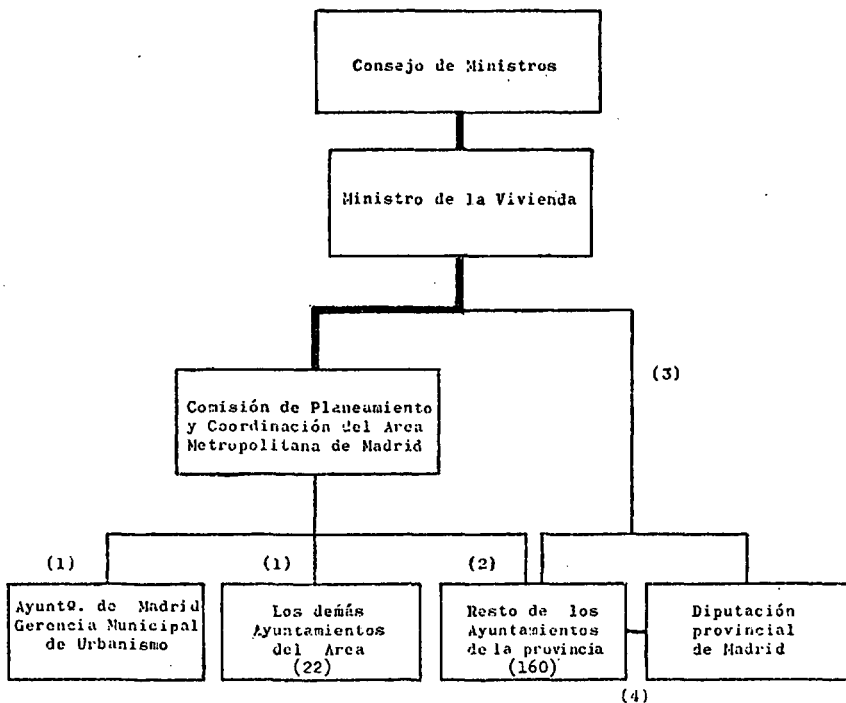 Consejo de Ministros
Ministro de la Vivienda
(3)
Comisión de Planeamiento
y Coordinación del Area
Metropolitana de Madrid
(1)
(1)
(2)
Ayuntº. de Madrid
Gerencia Municipal
de Urbanismo
Los demás
Ayuntamientos
del Area
(22)
Resto de los
Ayuntamientos
de la provincia
(160)
Diputación
provincial
de Madrid
(4)